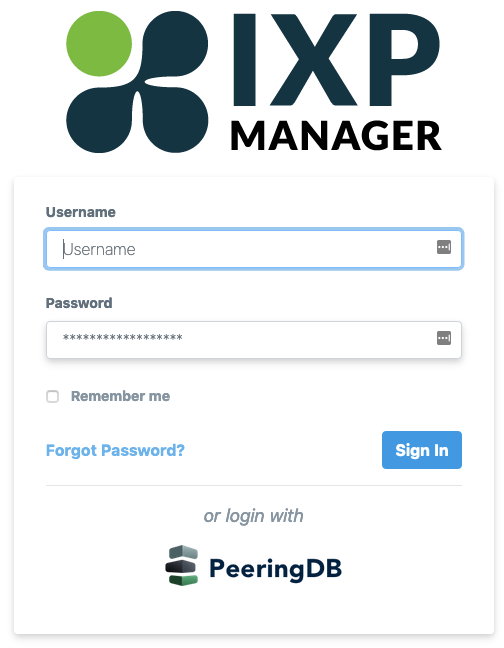 IXP
MANAGER
Username
Username
Password
******************
Remember me
Forgot Password?
Sign In
or login with
PeeringDB